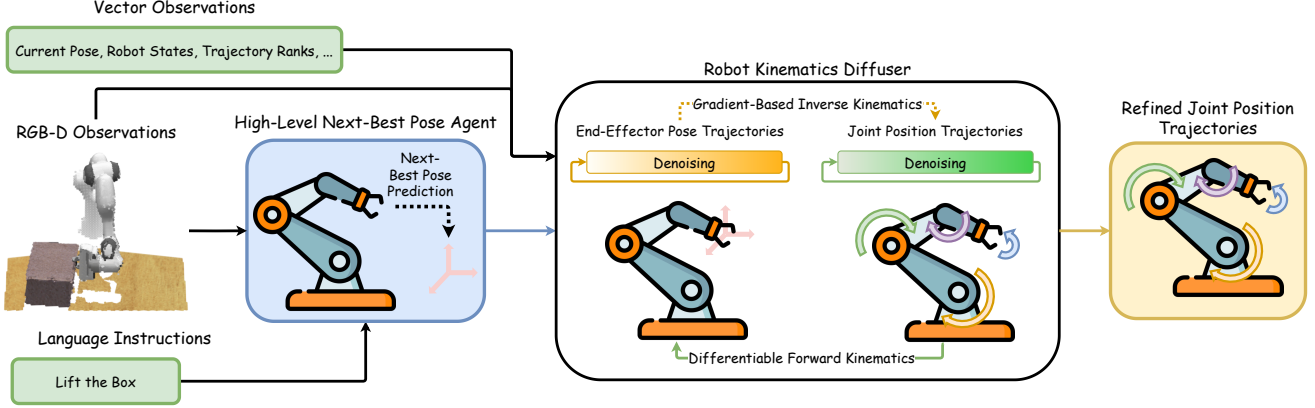 Vector Observations
Current Pose, Robot States, Trajectory Ranks, ...
RGB-D Observations
High-Level Next-Best Pose Agent
Next-
Best Pose
Prediction
Language Instructions
Lift the Box
Robot Kinematics Diffuser
Gradient-Based Inverse Kinematics
End-Effector Pose Trajectories
Joint Position Trajectories
Denoising
Denoising
Differentiable Forward Kinematics
Refined Joint Position
Trajectories